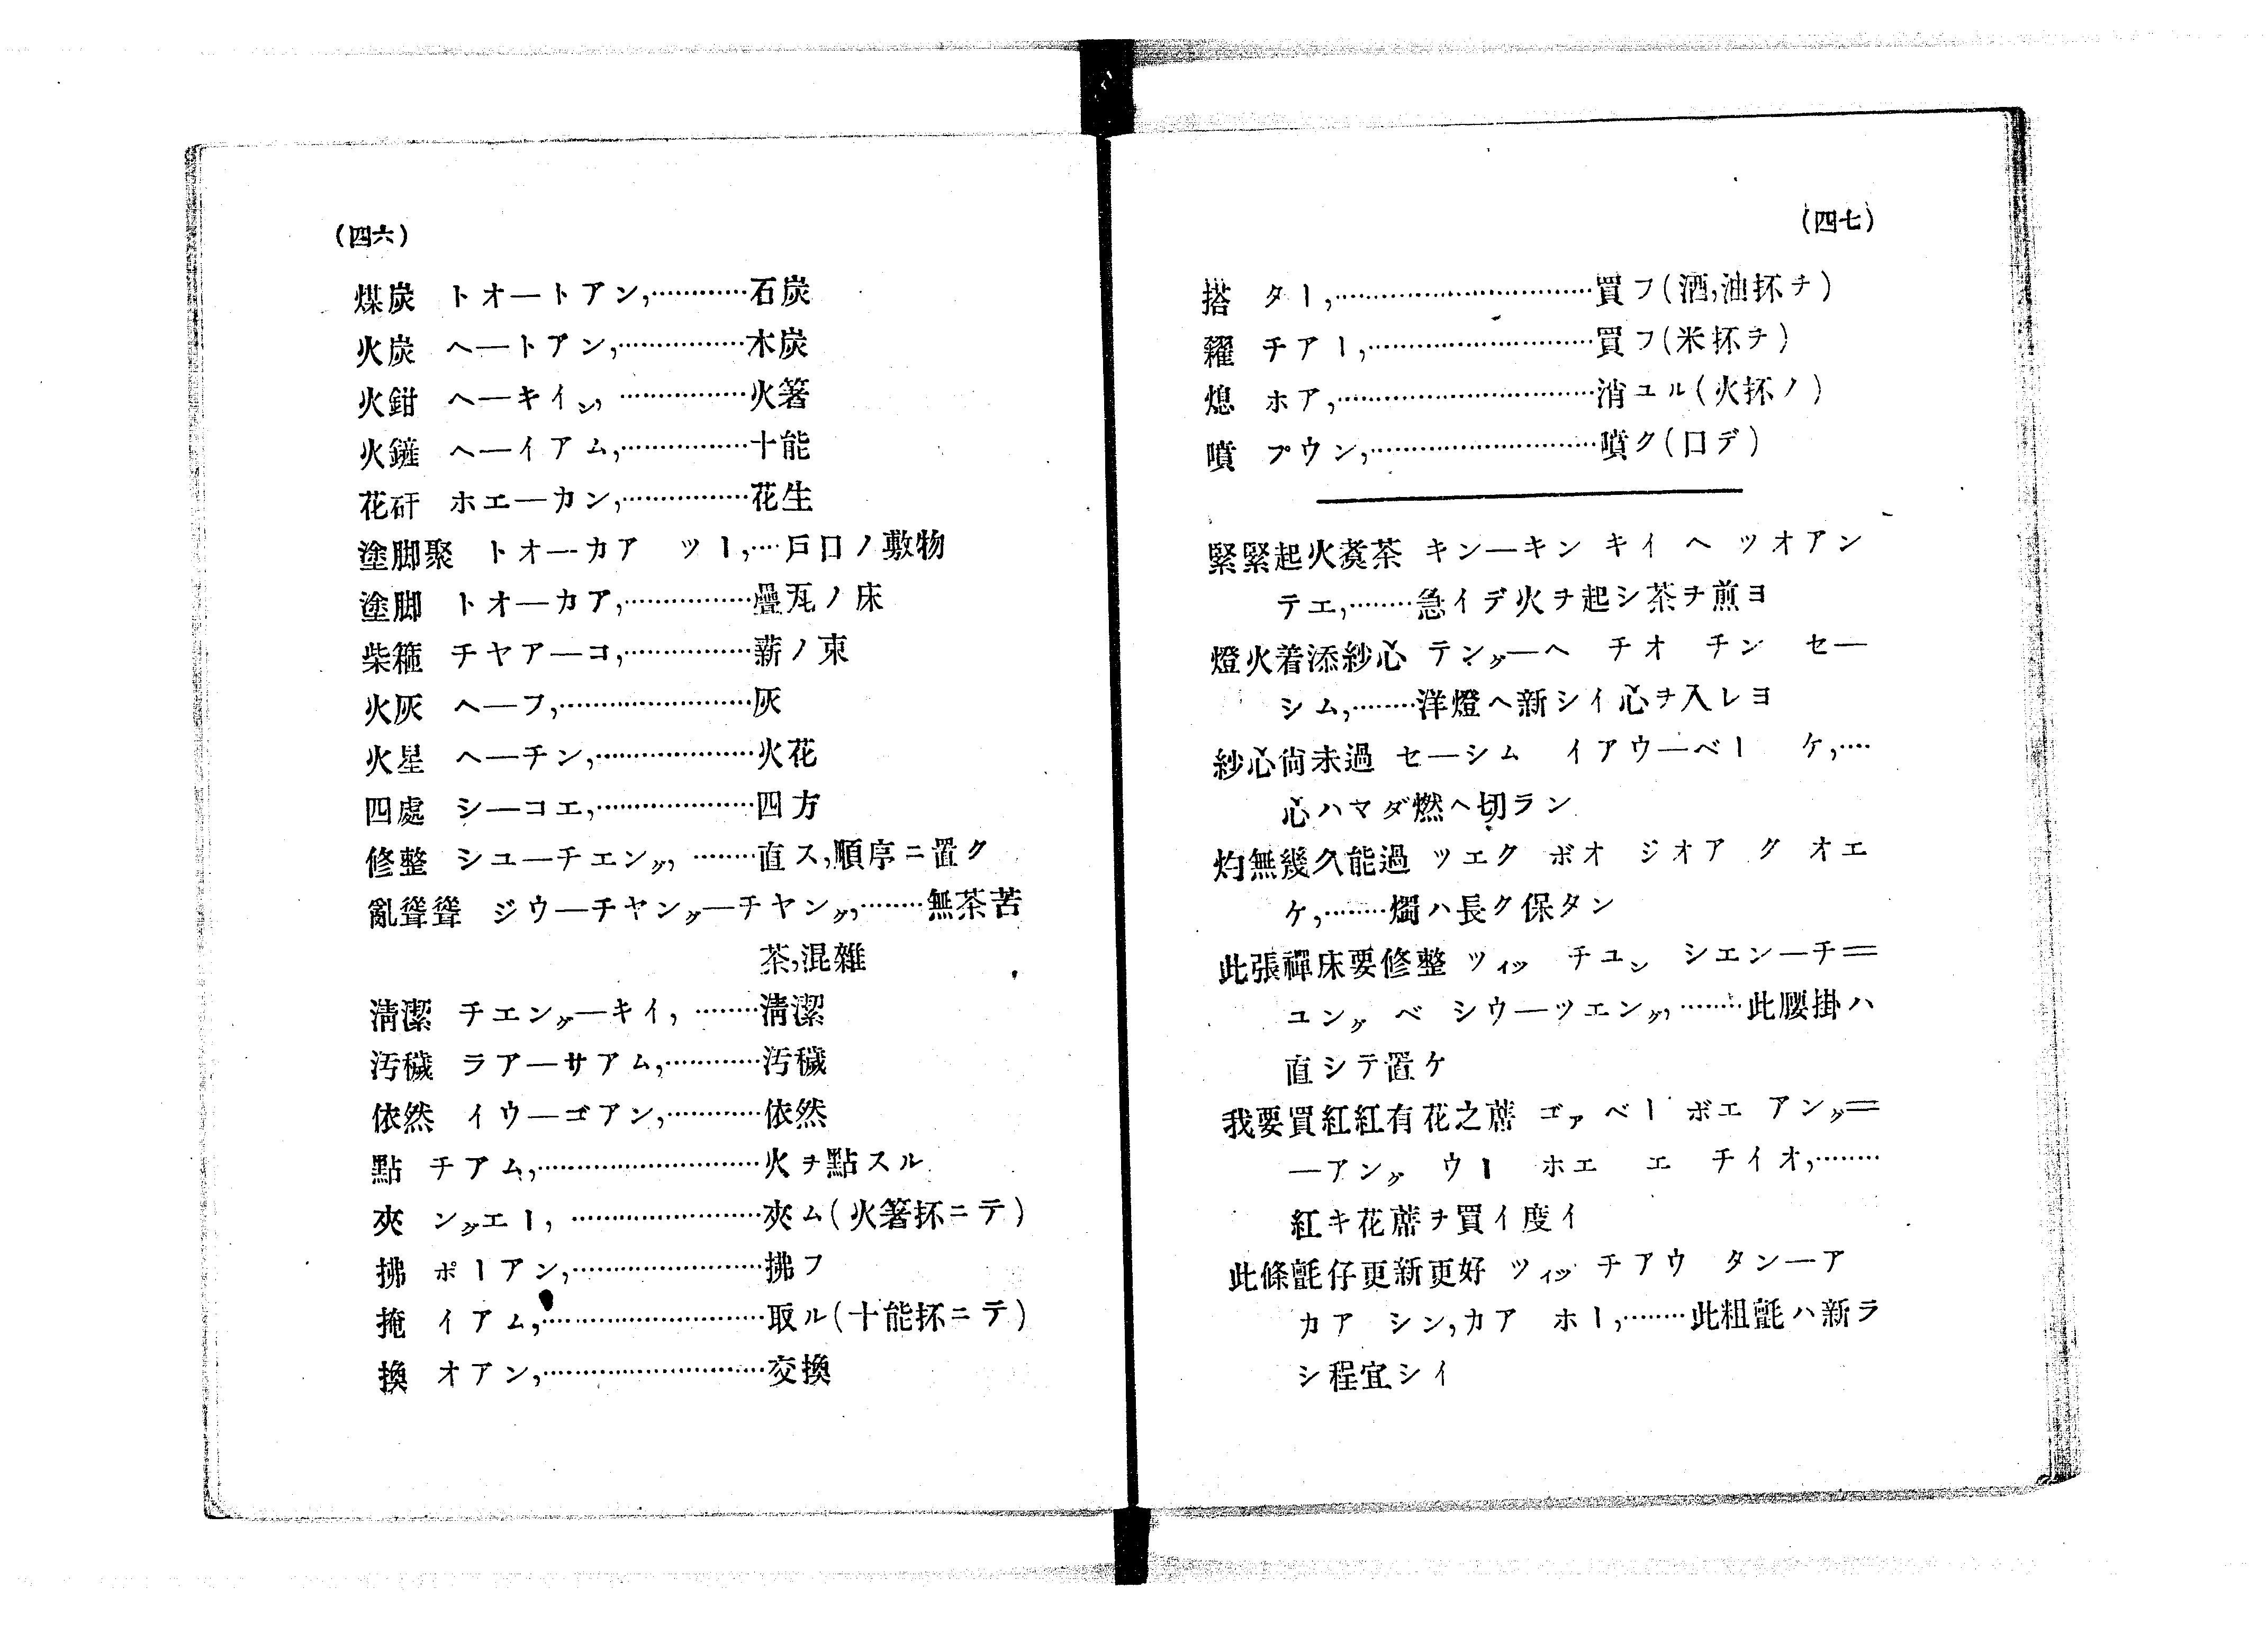 (四六)
煤炭 トオートアン,…………石炭
火炭 ヘートアン,……………木炭
火鉗 ヘーキイン, ……………火箸
火鏟 ヘーイアム,……………十能
花矸 ホエーカン,……………花生
塗脚聚 トオーカア ツー,…戸口ノ敷物
塗脚 トオーカア,……………疊瓦ノ床
柴箍 チヤアーコ,……………薪ノ束
火灰 ヘーフ,…………………灰
火星 ヘーチン,………………火花
四處 シーコエ,………………四方
修整 シユーチエング, ………直ス,順序ニ置ク
亂聳聳 ジウーチヤングーチヤング,………無茶苦
茶,混雜
淸潔 チエングーキイ, ………淸潔
汚穢 ラアーサアム,…………汚穢
依然 イウーゴアン,…………依然
點 チアム,……………………火ヲ點スル
夾 ングエー, …………………夾ム(火箸抔ニテ)
拂 ポーアン,…………………拂フ
掩 イアム,……………………取ル(十能抔ニテ)
換 オアン,……………………交換
(四七)
搭 ター,………………………買フ(酒,油抔ヲ)
糴 チアー,……………………買フ(米抔ヲ)
熄 ホア,………………………消ユル(火抔ノ)
噴 プウン,……………………噴ク(口デ)
緊緊起火煑茶 キンーキン キイ ヘ ツオアン
テエ,………急イデ火ヲ起シ茶ヲ煎ヨ
燈火着添紗心 テングーヘ チオ チン セー
シム,………洋燈ヘ新シイ心ヲ入レヨ
紗心尙未過 セーシム イアウーベー ケ,…
心ハマダ燃ヘ切ラン
灼無幾久能過 ツエク ボオ ジオア グ オエ
ケ,………燭ハ長ク保タン
此張禪床要修整 ツイツ チユン シエンーチ＝
ユング ベ シウーツエング,………此腰掛ハ
直シテ置ケ
我要買紅紅有花之蓆 ゴア ベー ボエ アング＝
ーアング ウー ホエ エ チイオ,………
紅キ花蓆ヲ買イ度イ
此條氈仔更新更好 ツイツ チアウ タンーア
カア シン,カア ホー,………此粗氈ハ新ラ
シ程宜シイ